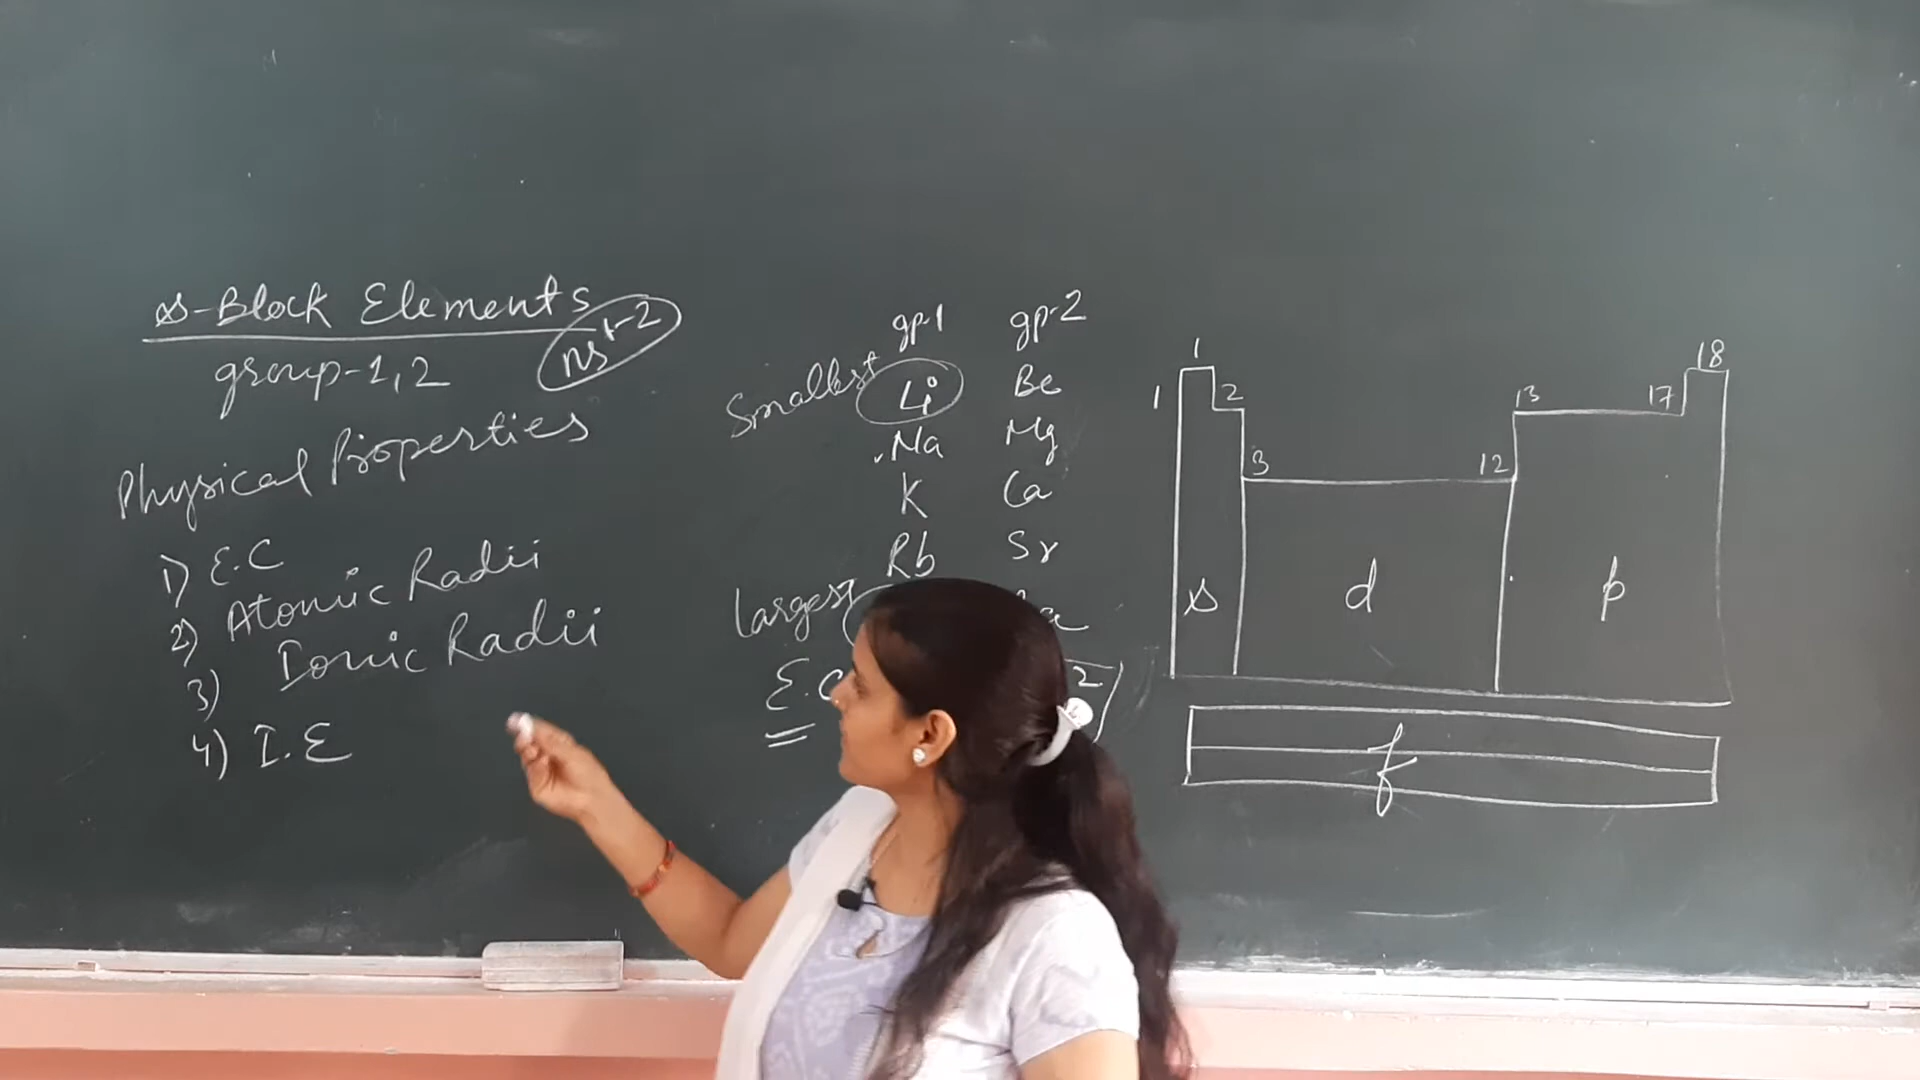 s-Block Elements
group-1,2
ns1-2
Physical Properties
1) E.C
2) Atomic Radii
3) Ionic Radii
4) I.E
gp-1 gp-2
Smallest Li Be
Na Mg
K Ca
Rb Sr
largest
E.C
2
1 18
1 2 13 17
3 12
s d p
f